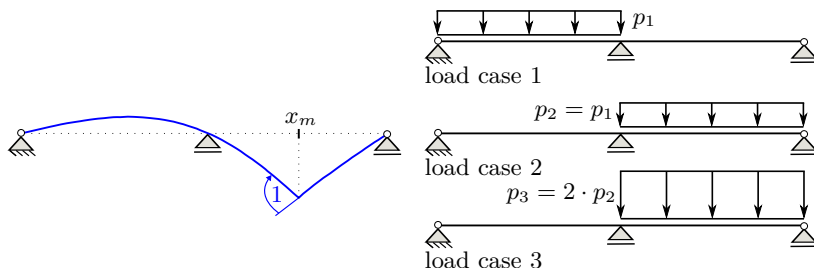 x_m
1
p_1
load case 1
p_2 = p_1
load case 2
p_3 = 2 · p_2
load case 3